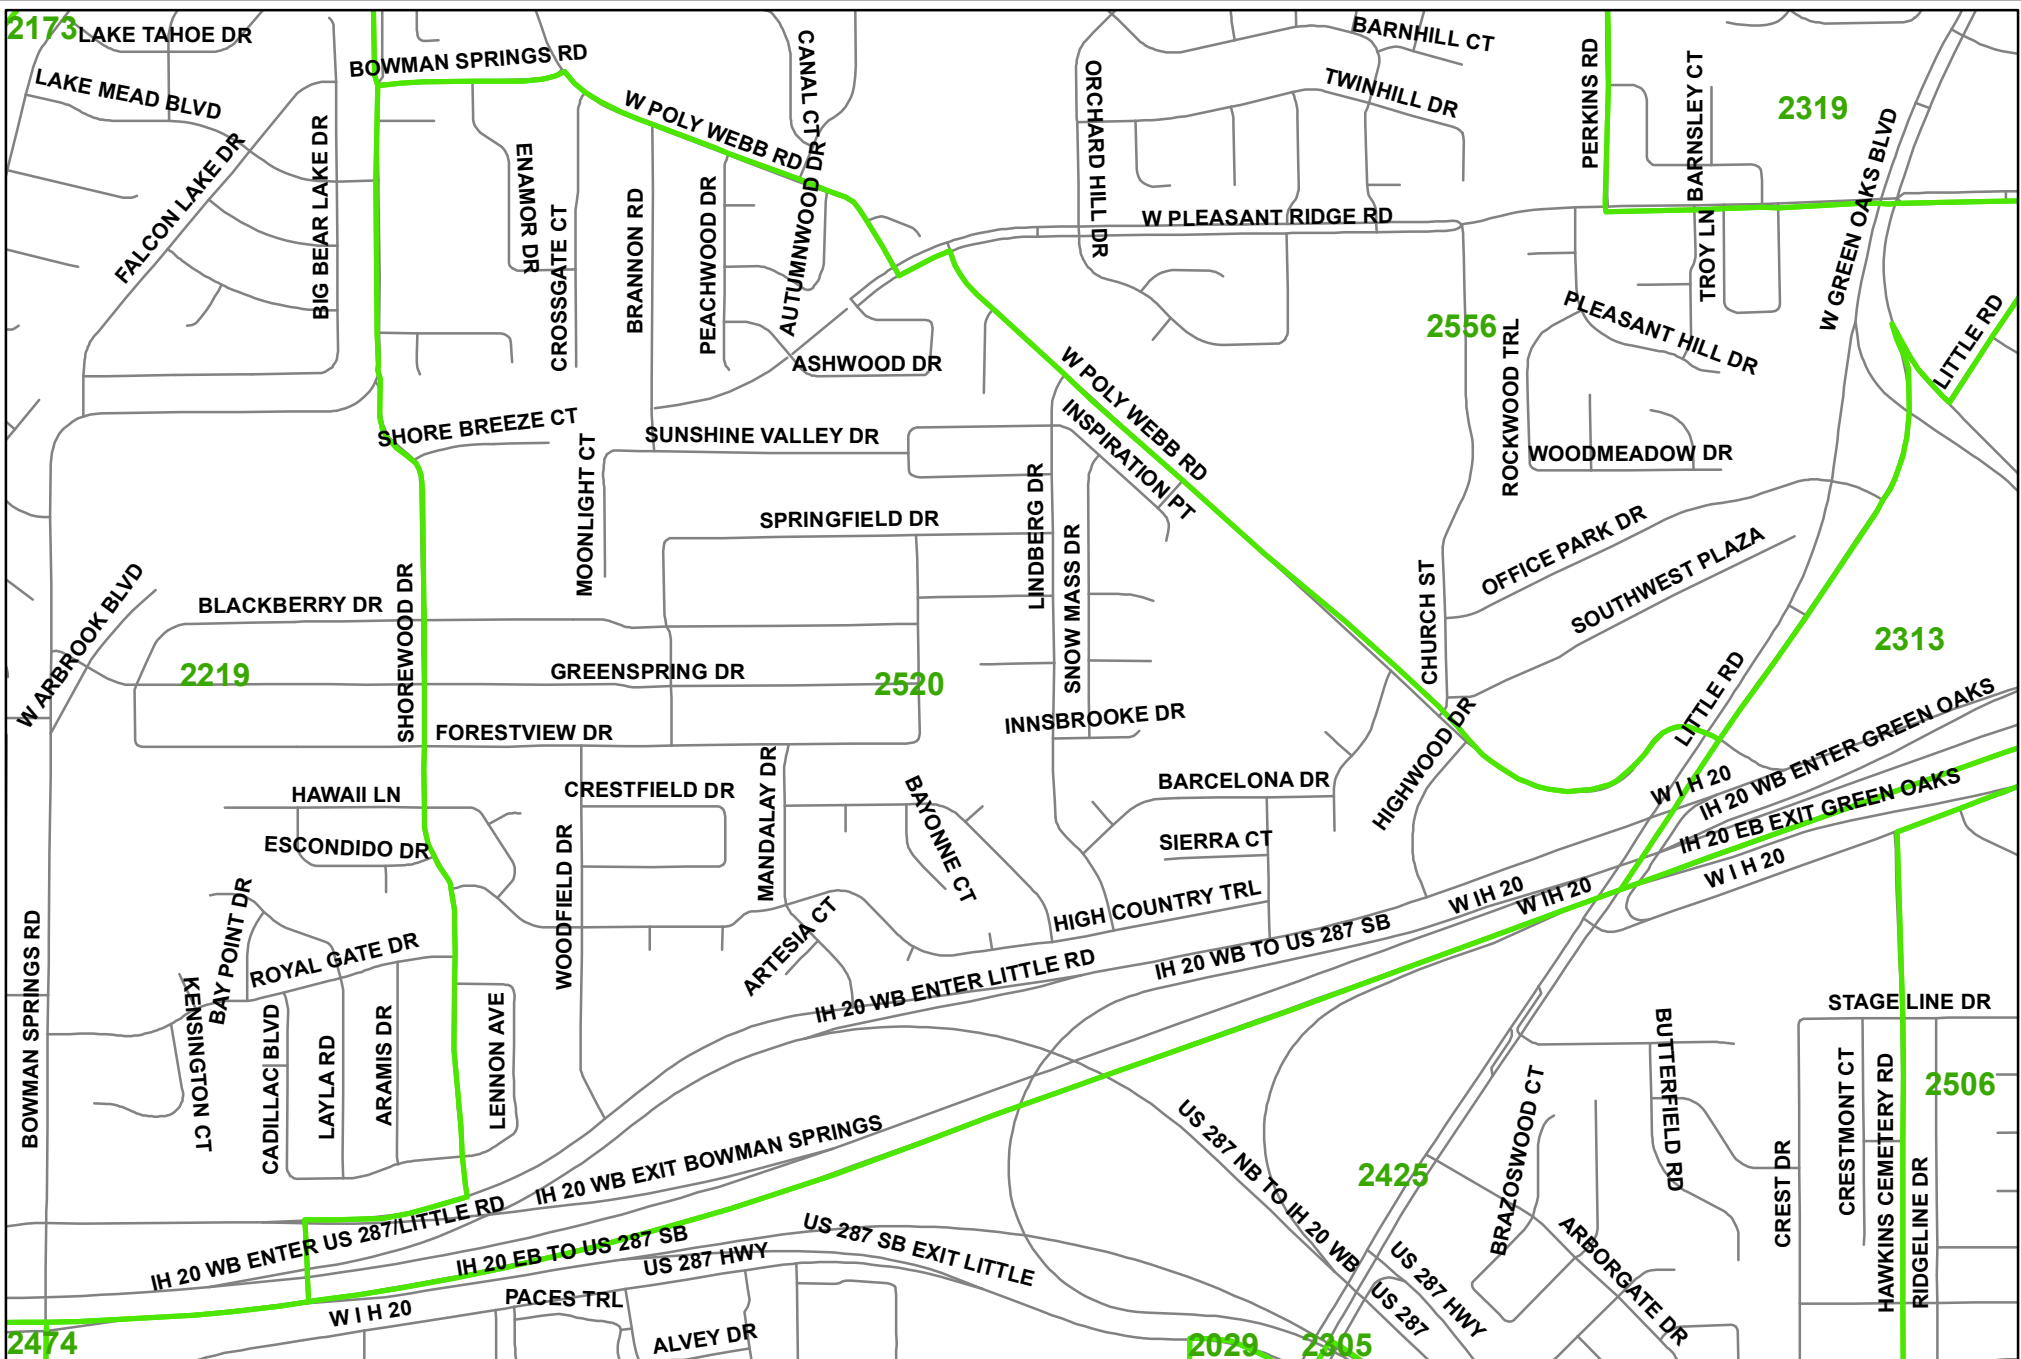 2173
LAKE TAHOE DR
BOWMAN SPRINGS RD
LAKE MEAD BLVD
FALCON LAKE DR
BIG BEAR LAKE DR
ENAMOR DR
CROSSGATE CT
BRANNON RD
W POLY WEBB RD
PEACHWOOD DR
CANAL CT
AUTUMNWOOD DR
ASHWOOD DR
ORCHARD HILL DR
BARNHILL CT
TWINHILL DR
W PLEASANT RIDGE RD
PERKINS RD
BARNSLEY CT
2319
TROY LN
W GREEN OAKS BLVD
LITTLE RD
2556
PLEASANT HILL DR
ROCKWOOD TRL
WOODMEADOW DR
W POLY WEBB RD
INSPIRATION PT
SHORE BREEZE CT
MOONLIGHT CT
SUNSHINE VALLEY DR
SPRINGFIELD DR
LINDBERG DR
SNOW MASS DR
OFFICE PARK DR
SOUTHWEST PLAZA
CHURCH ST
W ARBROOK BLVD
BLACKBERRY DR
SHOREWOOD DR
2219
GREENSPRING DR
2520
FORESTVIEW DR
INNSBROOKE DR
2313
LITTLE RD
HIGHWOOD DR
HAWAII LN
ESCONDIDO DR
CRESTFIELD DR
WOODFIELD DR
MANDALAY DR
BAYONNE CT
BARCELONA DR
SIERRA CT
HIGH COUNTRY TRL
ARTESIA CT
W I H 20
IH 20 WB ENTER GREEN OAKS
IH 20 EB EXIT GREEN OAKS
W I H 20
W IH 20
W IH 20
IH 20 WB TO US 287 SB
IH 20 WB ENTER LITTLE RD
BOWMAN SPRINGS RD
BAY POINT DR
ROYAL GATE DR
KENSINGTON CT
CADILLAC BLVD
LAYLA RD
ARAMIS DR
LENNON AVE
STAGE LINE DR
BUTTERFIELD RD
CRESTMONT CT
HAWKINS CEMETERY RD
RIDGELINE DR
2506
CREST DR
BRAZOSWOOD CT
ARBORGATE DR
2425
US 287 NB TO IH 20 WB
US 287 HWY
US 287
IH 20 WB EXIT BOWMAN SPRINGS
IH 20 WB ENTER US 287/LITTLE RD
IH 20 EB TO US 287 SB
US 287 HWY
US 287 SB EXIT LITTLE
W I H 20
PACES TRL
ALVEY DR
2474
2029
2305